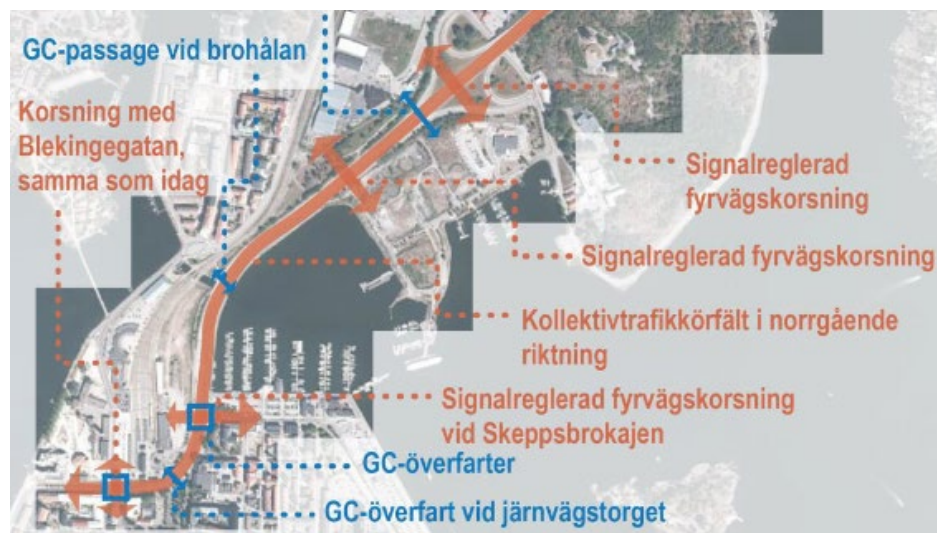 GC-passage vid brohålan
Korsning med
Blekingegatan,
samma som idag
Signalreglerad
fyrvägskorsning
Signalreglerad fyrvägskorsning
Kollektivtrafikkörfält i norrgående
riktning
Signalreglerad fyrvägskorsning
vid Skeppsbrokajen
GC-överfarter
GC-överfart vid järnvägstorget